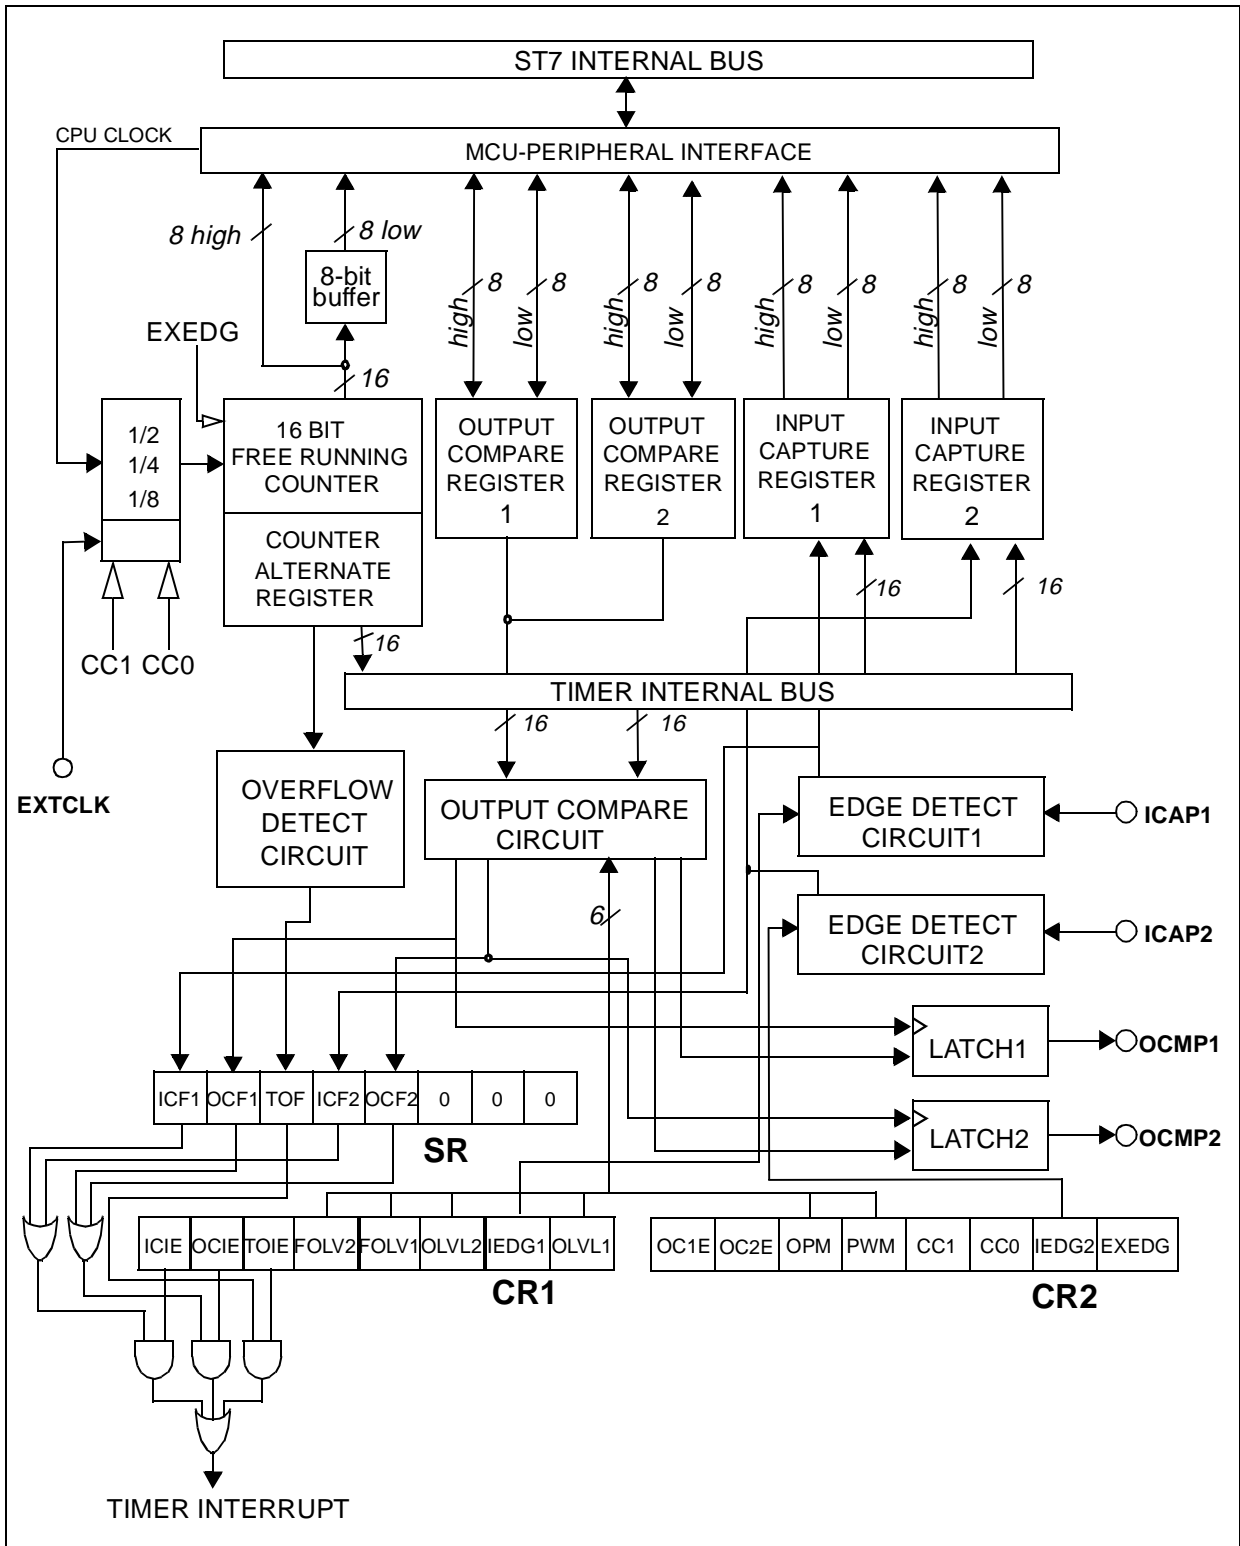 ST7 INTERNAL BUS
CPU CLOCK
MCU-PERIPHERAL INTERFACE
8 high
8 low
8-bit
buffer
high
8
low
8
high
8
low
8
high
8
low
8
high
8
low
8
EXEDG
16
1/2
1/4
1/8
16 BIT
FREE RUNNING
COUNTER
COUNTER
ALTERNATE
REGISTER
OUTPUT
COMPARE
REGISTER
1
OUTPUT
COMPARE
REGISTER
2
INPUT
CAPTURE
REGISTER
1
INPUT
CAPTURE
REGISTER
2
16
16
16
CC1 CC0
TIMER INTERNAL BUS
16
16
EXTCLK
OVERFLOW
DETECT
CIRCUIT
OUTPUT COMPARE
CIRCUIT
EDGE DETECT
CIRCUIT1
ICAP1
6
EDGE DETECT
CIRCUIT2
ICAP2
LATCH1
OCMP1
LATCH2
OCMP2
ICF1 OCF1 TOF ICF2 OCF2 0 0 0
SR
ICIE OCIE TOIE FOLV2 FOLV1 OLVL2 IEDG1 OLVL1
CR1
OC1E OC2E OPM PWM CC1 CC0 IEDG2 EXEDG
CR2
TIMER INTERRUPT